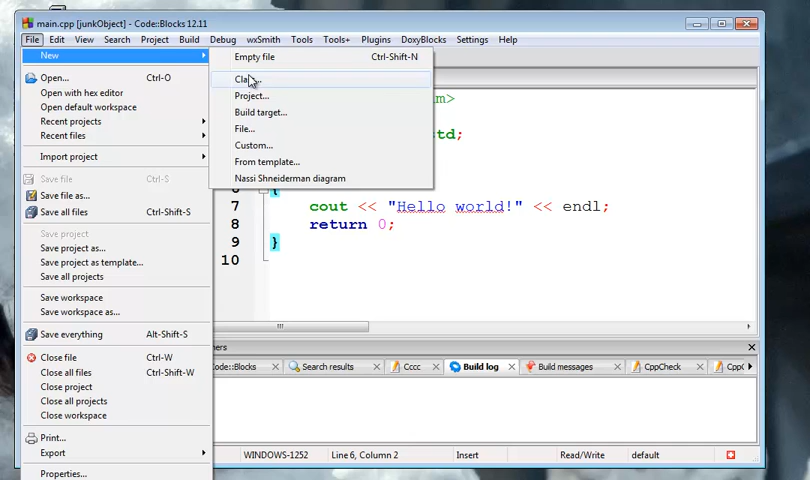 main.cpp [junkObject] - Code::Blocks 12.11
File Edit View Search Project Build Debug wxSmith Tools Tools+ Plugins DoxyBlocks Settings Help
New
Empty file Ctrl-Shift-N
Project...
Build target...
File...
Custom...
From template...
Nassi Shneiderman diagram
Open... Ctrl-O
Open with hex editor
Open default workspace
Recent projects
Recent files
Import project
Save file Ctrl-S
Save file as...
Save all files Ctrl-Shift-S
Save project
Save project as...
Save project as template...
Save all projects
Save workspace
Save workspace as...
Save everything Alt-Shift-S
Close file Ctrl-W
Close all files Ctrl-Shift-W
Close project
Close all projects
Close workspace
Print...
Export
Properties...
{
7 cout << "Hello world!" << endl;
8 return 0;
9 }
10
Code::Blocks Search results Cccc Build log Build messages CppCheck
WINDOWS-1252 Line 6, Column 2 Insert Read/Write default